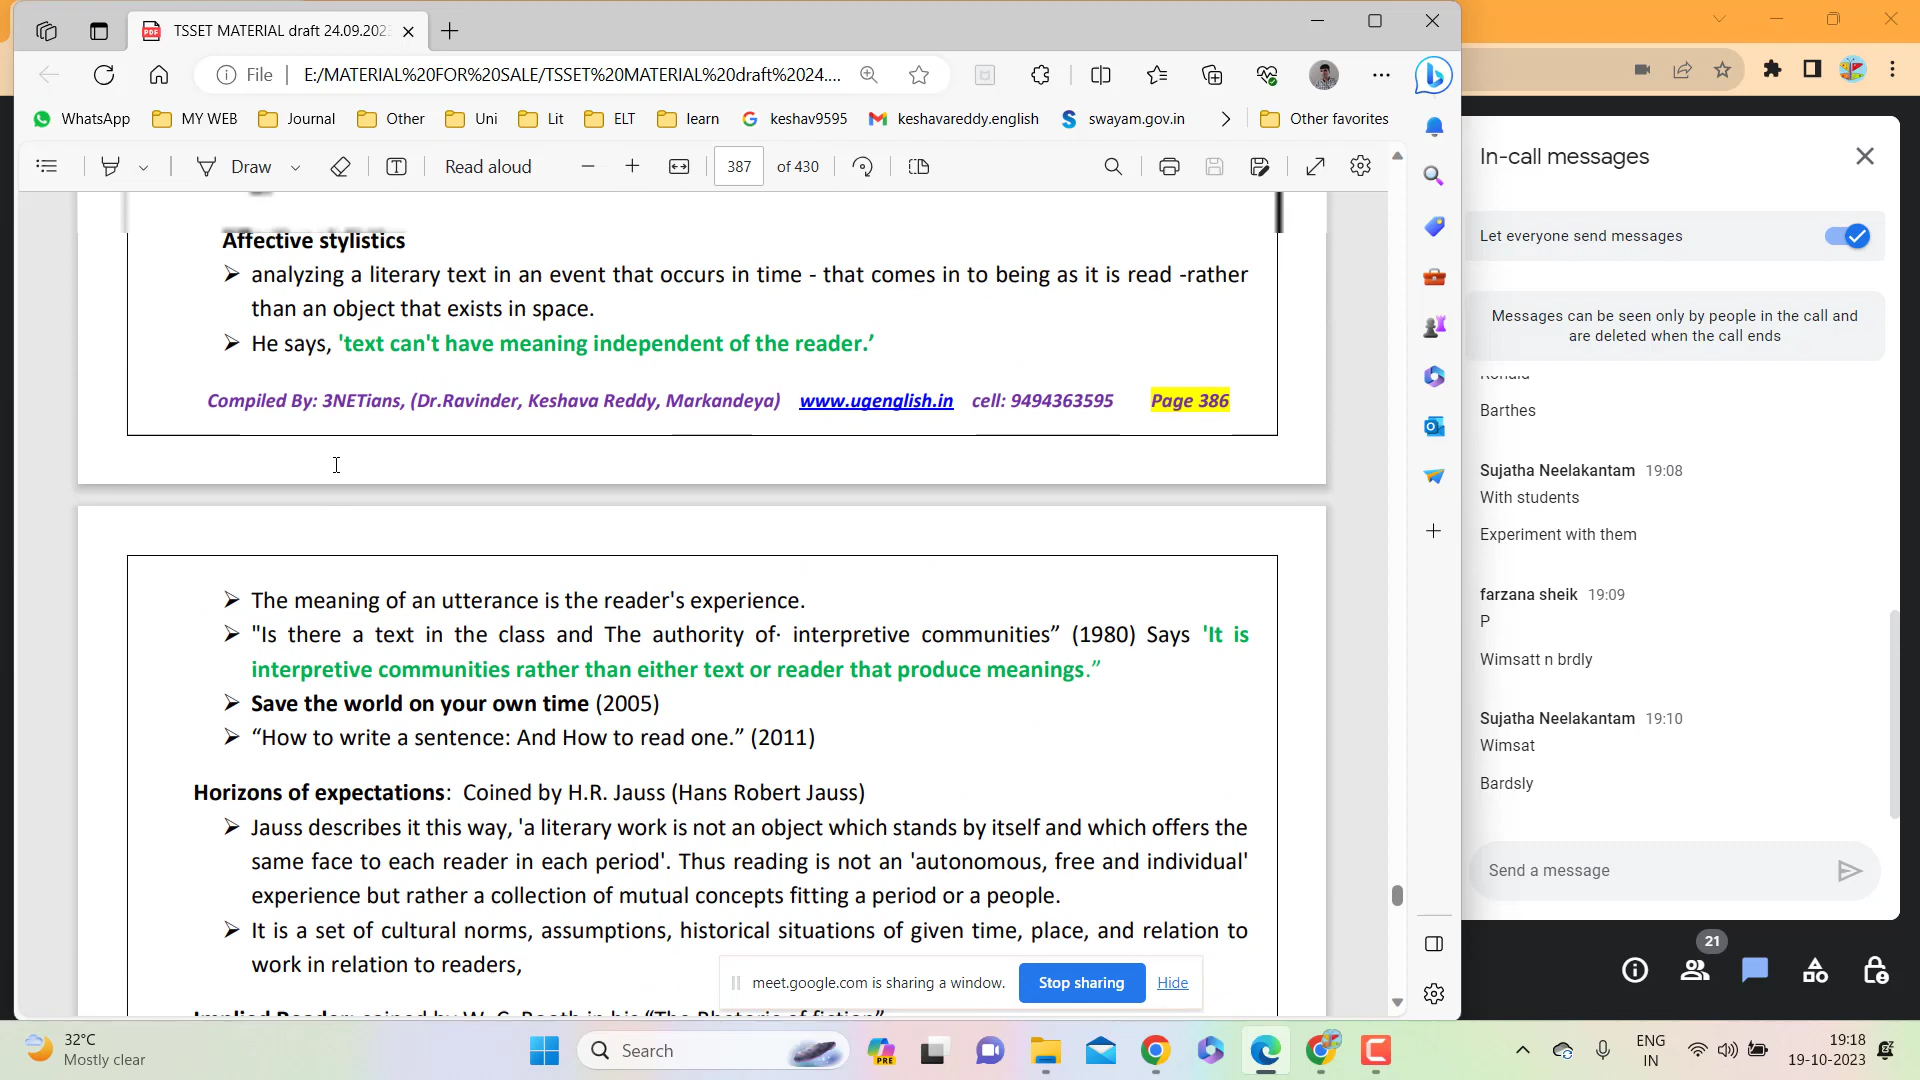 TSSET MATERIAL draft 24.09.202
File
E:/MATERIAL%20FOR%20SALE/TSSET%20MATERIAL%20draft%2024....
WhatsApp
MY WEB
Journal
Other
Uni
Lit
ELT
learn
keshav9595
keshavareddy.english
swayam.gov.in
Other favorites
Draw
Read aloud
387
of 430
Affective stylistics
➢ analyzing a literary text in an event that occurs in time - that comes in to being as it is read -rather
than an object that exists in space.
➢ He says, 'text can't have meaning independent of the reader.’
Compiled By: 3NETians, (Dr.Ravinder, Keshava Reddy, Markandeya) www.ugenglish.in cell: 9494363595 Page 386
➢ The meaning of an utterance is the reader's experience.
➢ "Is there a text in the class and The authority of· interpretive communities” (1980) Says 'It is
interpretive communities rather than either text or reader that produce meanings.”
➢ Save the world on your own time (2005)
➢ “How to write a sentence: And How to read one.” (2011)
Horizons of expectations: Coined by H.R. Jauss (Hans Robert Jauss)
➢ Jauss describes it this way, 'a literary work is not an object which stands by itself and which offers the
same face to each reader in each period'. Thus reading is not an 'autonomous, free and individual'
experience but rather a collection of mutual concepts fitting a period or a people.
➢ It is a set of cultural norms, assumptions, historical situations of given time, place, and relation to
work in relation to readers,
Implied Reader: coined by W. C. Booth in his “The Rhetoric of fiction”
meet.google.com is sharing a window.
Stop sharing
Hide
In-call messages
Let everyone send messages
Messages can be seen only by people in the call and
are deleted when the call ends
Ronald
Barthes
Sujatha Neelakantam 19:08
With students
Experiment with them
farzana sheik 19:09
P
Wimsatt n brdly
Sujatha Neelakantam 19:10
Wimsat
Bardsly
Send a message
21
32°C
Mostly clear
Search
PRE
ENG
IN
19:18
19-10-2023